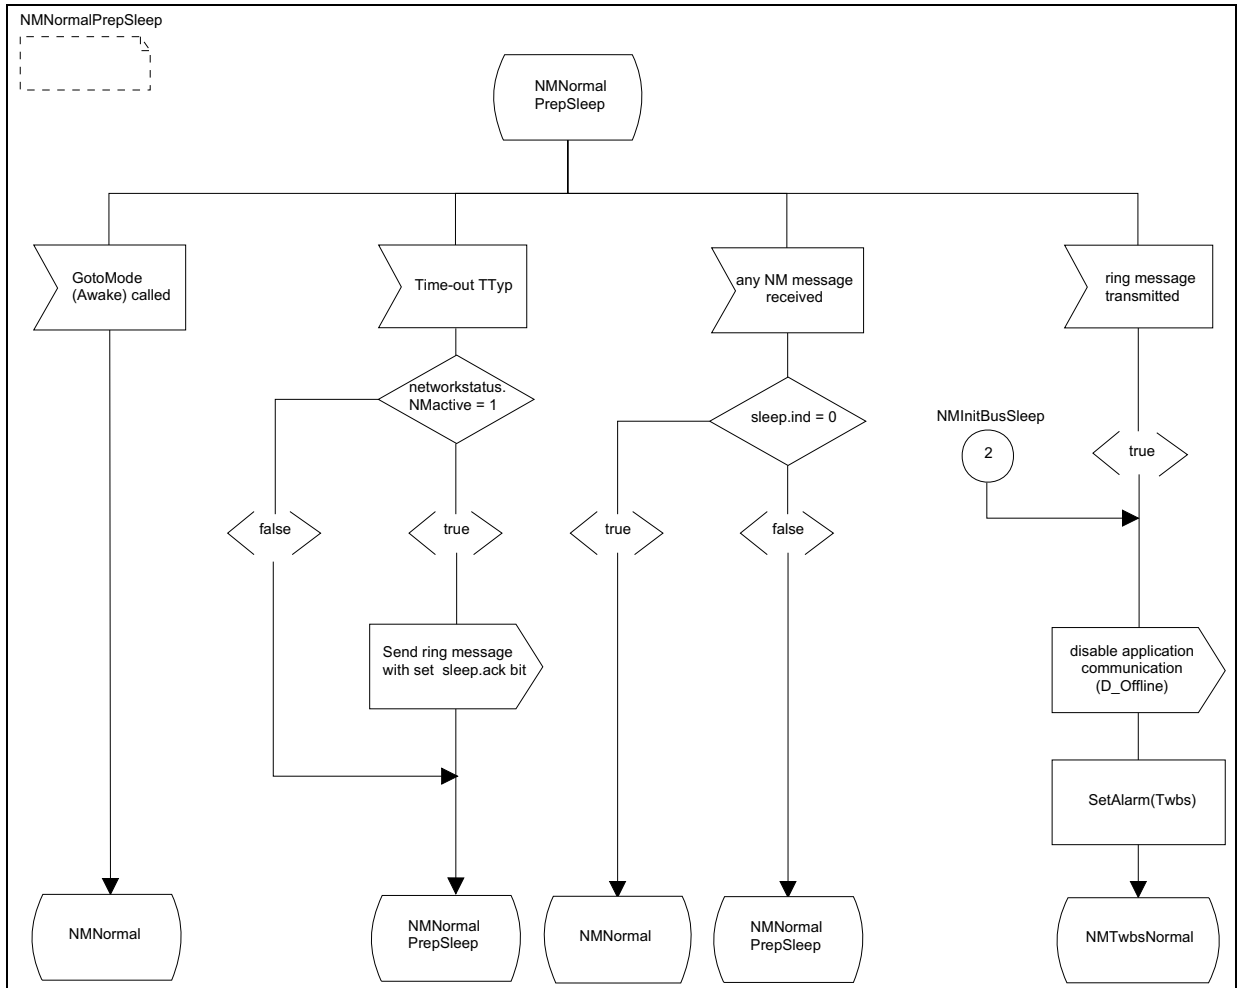 NMNormalPrepSleep
NMNormal
PrepSleep
GotoMode
(Awake) called
Time-out TTyp
any NM message
received
ring message
transmitted
networkstatus.
NMactive = 1
sleep.ind = 0
NMInitBusSleep
2
true
false
true
true
false
Send ring message
with set sleep.ack bit
disable application
communication
(D_Offline)
SetAlarm(Twbs)
NMNormal
NMNormal
PrepSleep
NMNormal
NMNormal
PrepSleep
NMTwbsNormal